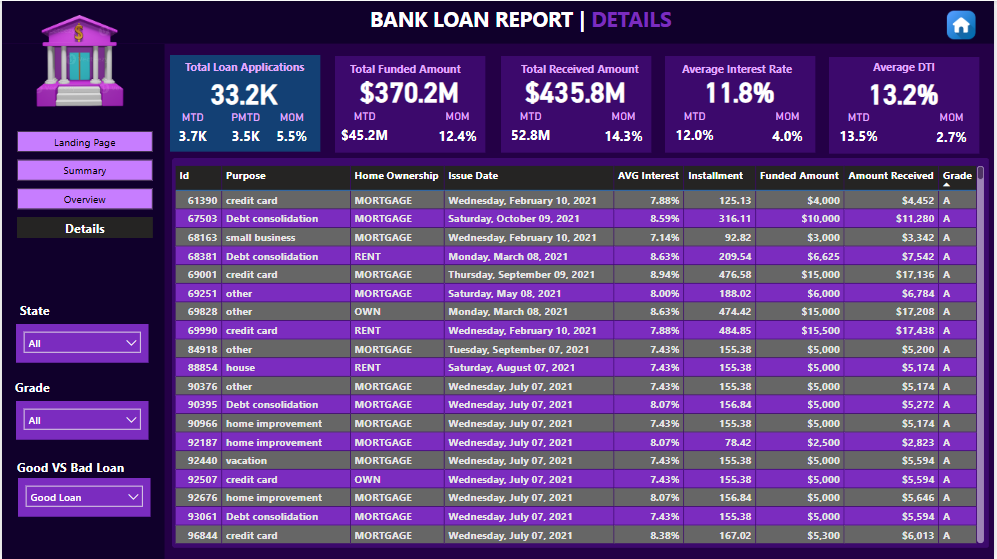 BANK LOAN REPORT | DETAILS
$
Total Loan Applications
33.2K
MTD PMTD MOM
3.7K 3.5K 5.5%
Total Funded Amount
$370.2M
MTD MOM
$45.2M 12.4%
Total Received Amount
$435.8M
MTD MOM
52.8M 14.3%
Average Interest Rate
11.8%
MTD MOM
12.0% 4.0%
Average DTI
13.2%
MTD MOM
13.5% 2.7%
Landing Page
Summary
Overview
Details
State
All
Grade
All
Good VS Bad Loan
Good Loan
Id Purpose Home Ownership Issue Date AVG Interest Installment Funded Amount Amount Received Grade
61390 credit card MORTGAGE Wednesday, February 10, 2021 7.88% 125.13 $4,000 $4,452 A
67503 Debt consolidation MORTGAGE Saturday, October 09, 2021 8.59% 316.11 $10,000 $11,280 A
68163 small business MORTGAGE Wednesday, February 10, 2021 7.14% 92.82 $3,000 $3,342 A
68381 Debt consolidation RENT Monday, March 08, 2021 8.63% 209.54 $6,625 $7,542 A
69001 credit card MORTGAGE Thursday, September 09, 2021 8.94% 476.58 $15,000 $17,136 A
69251 other MORTGAGE Saturday, May 08, 2021 8.00% 188.02 $6,000 $6,784 A
69828 other OWN Monday, March 08, 2021 8.63% 474.42 $15,000 $17,208 A
69990 credit card RENT Wednesday, February 10, 2021 7.88% 484.85 $15,500 $17,438 A
84918 other MORTGAGE Tuesday, September 07, 2021 7.43% 155.38 $5,000 $5,200 A
88854 house RENT Saturday, August 07, 2021 7.43% 155.38 $5,000 $5,174 A
90376 other MORTGAGE Wednesday, July 07, 2021 7.43% 155.38 $5,000 $5,174 A
90395 Debt consolidation MORTGAGE Wednesday, July 07, 2021 8.07% 156.84 $5,000 $5,272 A
90966 home improvement MORTGAGE Wednesday, July 07, 2021 7.43% 155.38 $5,000 $5,174 A
92187 home improvement MORTGAGE Wednesday, July 07, 2021 8.07% 78.42 $2,500 $2,823 A
92440 vacation MORTGAGE Wednesday, July 07, 2021 7.43% 155.38 $5,000 $5,594 A
92507 credit card OWN Wednesday, July 07, 2021 7.43% 155.38 $5,000 $5,594 A
92676 home improvement MORTGAGE Wednesday, July 07, 2021 8.07% 156.84 $5,000 $5,646 A
93061 Debt consolidation MORTGAGE Wednesday, July 07, 2021 7.43% 155.38 $5,000 $5,594 A
96844 credit card MORTGAGE Wednesday, July 07, 2021 8.38% 167.02 $5,300 $6,013 A